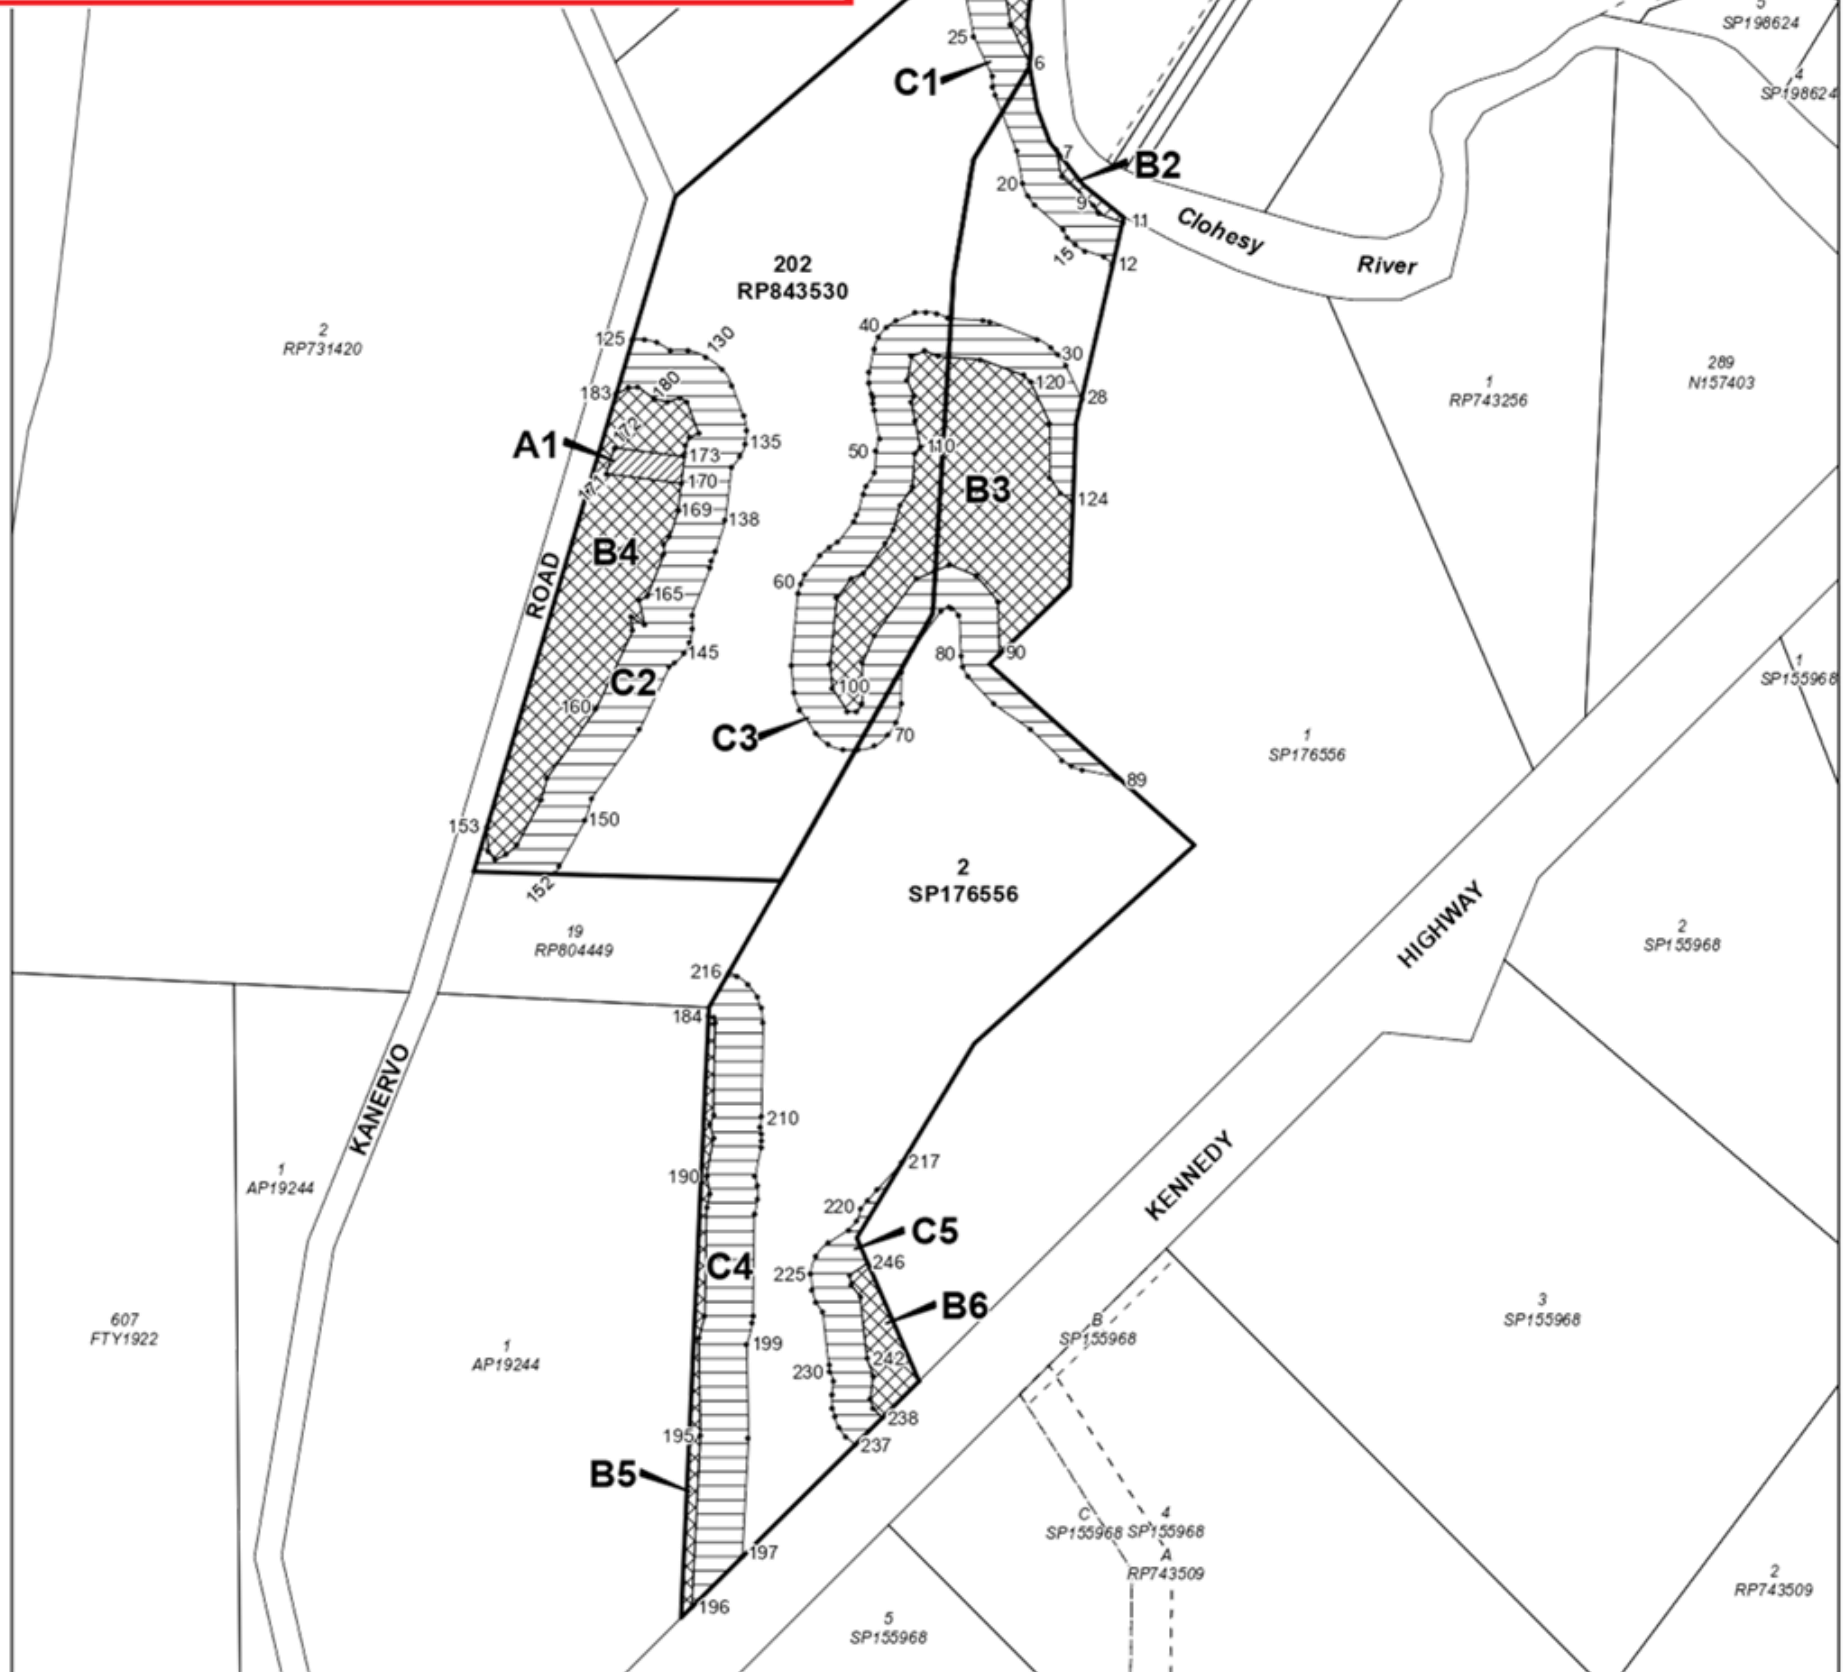 5
SP198624
25
C1
6
4
SP198624
7
B2
20
9
11
Clohesy
River
15
12
202
RP843530
2
RP731420
125
130
40
30
289
N157403
1
RP743256
183
180
120
28
A1
172
135
50
110
173
171
170
B3
124
169
138
B4
ROAD
60
165
145
80
90
1
SP155968
C2
100
160
C3
70
1
SP176556
89
153
150
152
2
SP176556
HIGHWAY
19
RP804449
2
SP155968
216
184
KANERVO
210
217
KENNEDY
1
AP19244
190
220
C5
C4
225
246
B6
3
SP155968
607
FTY1922
B
SP155968
1
AP19244
199
230
242
238
195
237
B5
C
SP155968
4
SP155968
197
A
RP743509
2
RP743509
196
5
SP155968